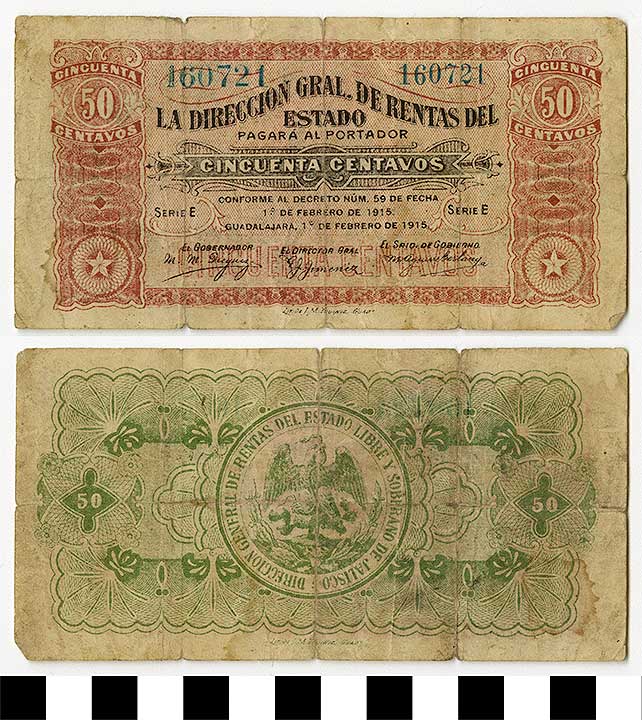 160721 160721
CINCUENTA 50 CENTAVOS
CINCUENTA 50 CENTAVOS
LA DIRECCION GRAL. DE RENTAS DEL
ESTADO
PAGARÁ AL PORTADOR
CINCUENTA CENTAVOS
CONFORME AL DECRETO NÚM. 59 DE FECHA
SERIE E 1º DE FEBRERO DE 1915. SERIE E
GUADALAJARA, 1º DE FEBRERO DE 1915.
EL GOBERNADOR EL DIRECTOR GRAL EL SRIO. DE GOBIERNO
CINCUENTA CENTAVOS
DIRECCIÓN GENERAL DE RENTAS DEL ESTADO LIBRE Y SOBERANO DE JALISCO
50 50